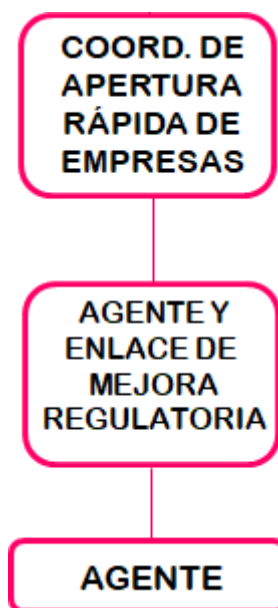 COORD. DE
APERTURA
RÁPIDA DE
EMPRESAS
AGENTE Y
ENLACE DE
MEJORA
REGULATORIA
AGENTE